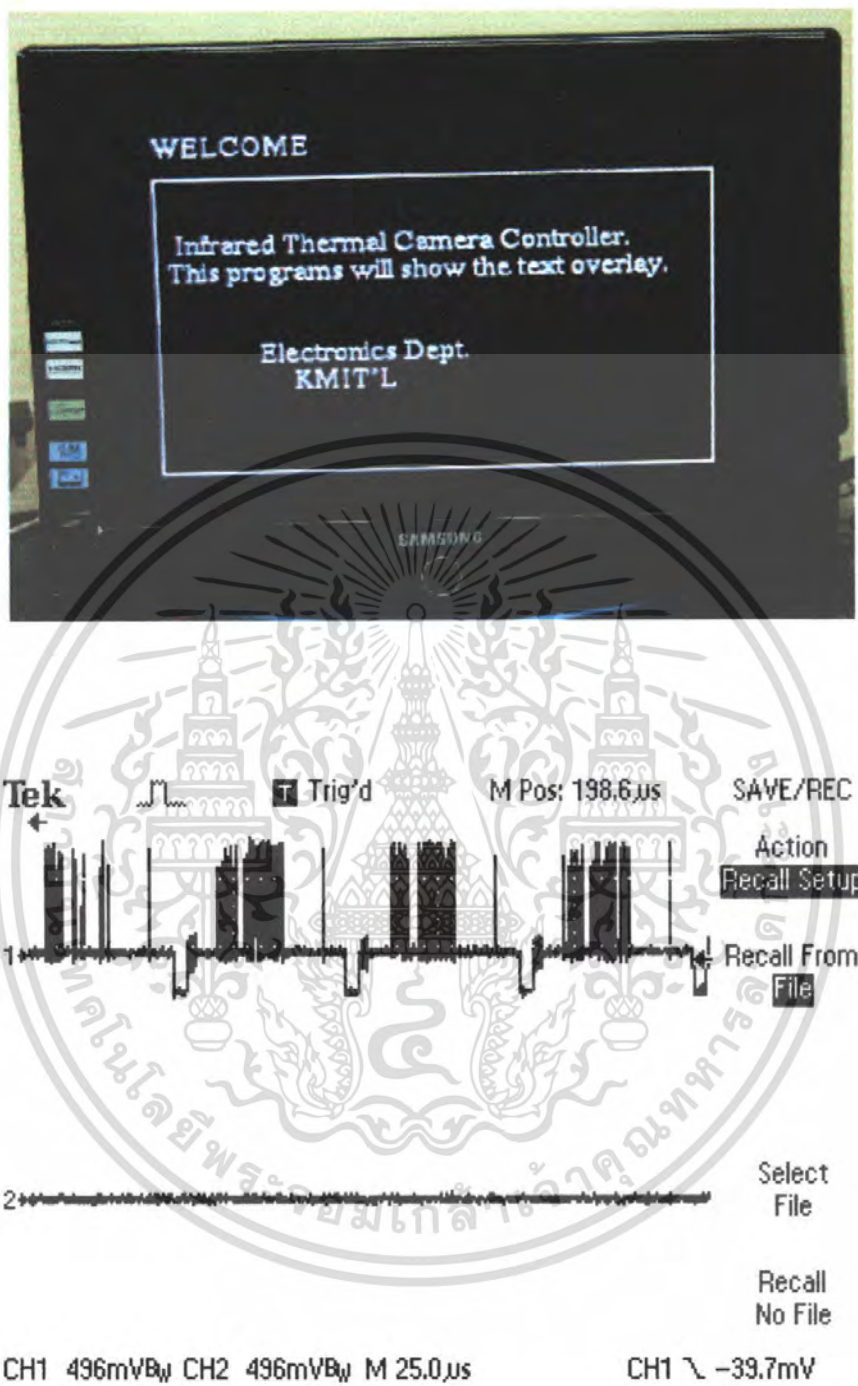 WELCOME
Infrared Thermal Camera Controller.
This programs will show the text overlay.
Electronics Dept.
KMIT'L
SAMSUNG
Tek
T Trig'd
M Pos: 198.6µs
SAVE/REC
Action
Recall Setup
1
Recall From
File
2
Select
File
Recall
No File
CH1 496mVBw CH2 496mVBw M 25.0µs
CH1 \ -39.7mV